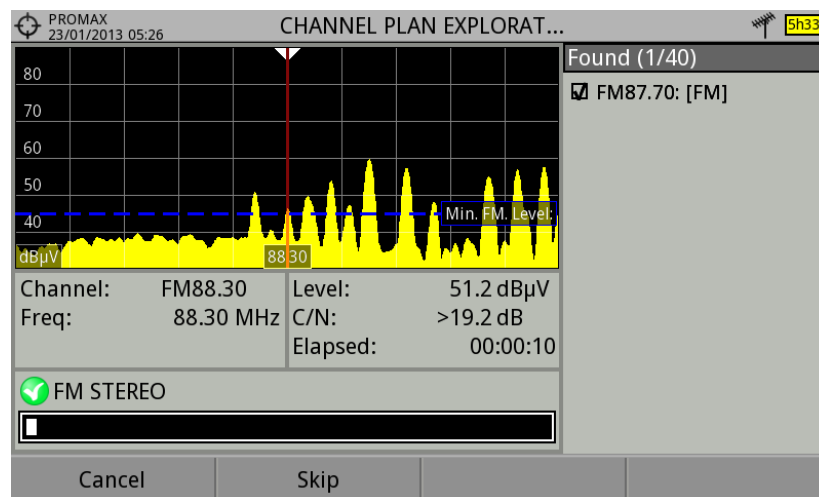 PROMAX
23/01/2013 05:26
CHANNEL PLAN EXPLORAT...
5h33
80
70
60
50
40
dBµV
Min. FM. Level:
88.30
Found (1/40)
FM87.70: [FM]
Channel: FM88.30
Freq: 88.30 MHz
Level: 51.2 dBµV
C/N: >19.2 dB
Elapsed: 00:00:10
FM STEREO
Cancel
Skip